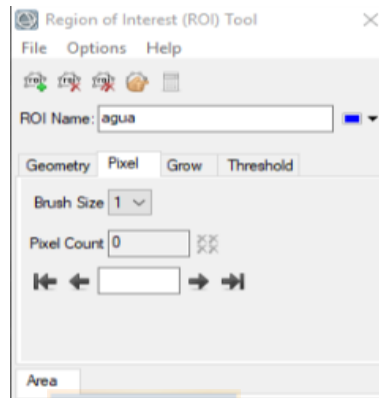 Region of Interest (ROI) Tool
File Options Help
ROI Name: agua
Geometry Pixel Grow Threshold
Brush Size 1
Pixel Count 0
Area